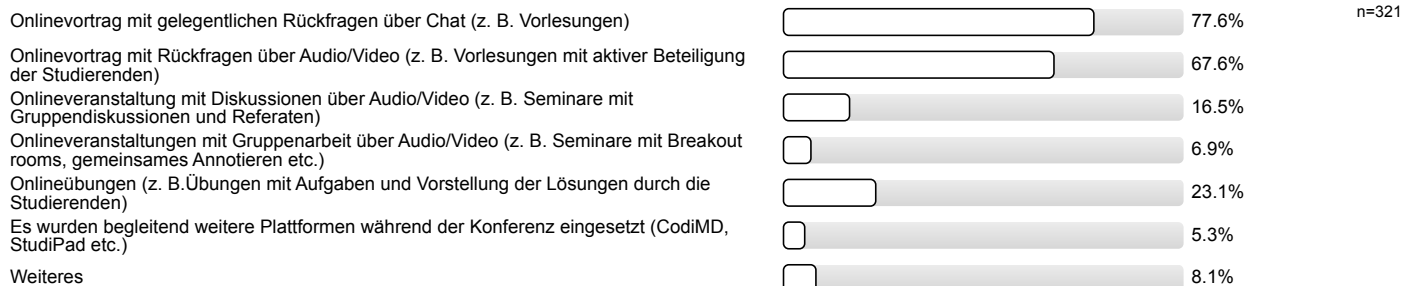 Onlinevortrag mit gelegentlichen Rückfragen über Chat (z. B. Vorlesungen) 77.6% n=321
Onlinevortrag mit Rückfragen über Audio/Video (z. B. Vorlesungen mit aktiver Beteiligung
der Studierenden) 67.6%
Onlineveranstaltung mit Diskussionen über Audio/Video (z. B. Seminare mit
Gruppendiskussionen und Referaten) 16.5%
Onlineveranstaltungen mit Gruppenarbeit über Audio/Video (z. B. Seminare mit Breakout
rooms, gemeinsames Annotieren etc.) 6.9%
Onlineübungen (z. B.Übungen mit Aufgaben und Vorstellung der Lösungen durch die
Studierenden) 23.1%
Es wurden begleitend weitere Plattformen während der Konferenz eingesetzt (CodiMD,
StudiPad etc.) 5.3%
Weiteres 8.1%